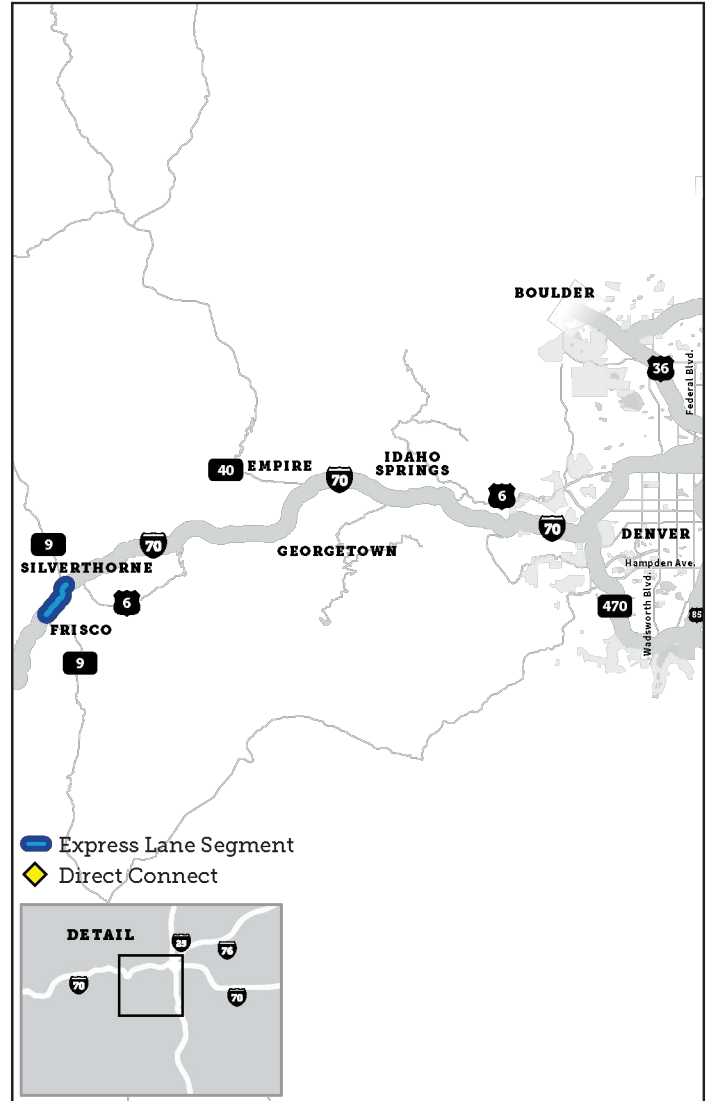 BOULDER
36
Federal Blvd.
IDAHO
SPRINGS
40
EMPIRE
70
6
70
DENVER
9
70
GEORGETOWN
Hampden Ave.
SILVERTHORNE
6
470
Wadsworth Blvd.
85
FRISCO
9
Express Lane Segment
Direct Connect
DETAIL
25
76
70
70